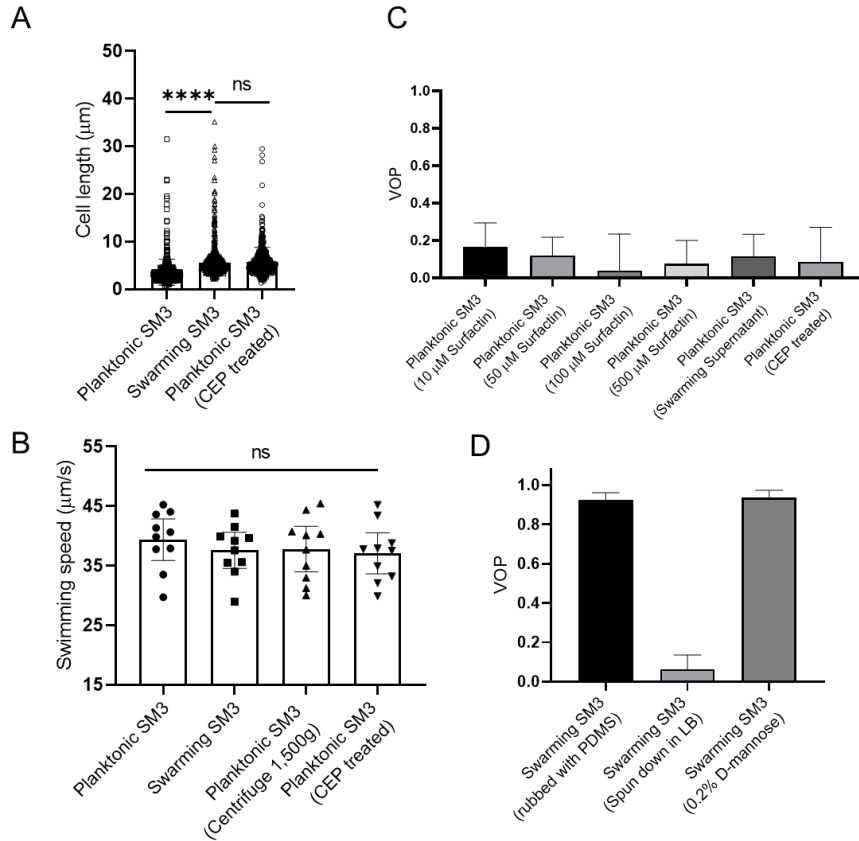 A
Cell length (μm)
50
40
30
20
10
0
****
ns
Planktonic SM3
Swarming SM3
Planktonic SM3
(CEP treated)
B
Swimming speed (μm/s)
55
45
35
25
15
ns
Planktonic SM3
Swarming SM3
Planktonic SM3
(Centrifuge 1,500g)
Planktonic SM3
(CEP treated)
C
VOP
1.0
0.8
0.6
0.4
0.2
0.0
Planktonic SM3
(10 μM Surfactin)
Planktonic SM3
(50 μM Surfactin)
Planktonic SM3
(100 μM Surfactin)
Planktonic SM3
(500 μM Surfactin)
Planktonic SM3
(Swarming Supernatant)
Planktonic SM3
(CEP treated)
D
VOP
1.0
0.8
0.6
0.4
0.2
0.0
Swarming SM3
(rubbed with PDMS)
Swarming SM3
(Spun down in LB)
Swarming SM3
(0.2% D-mannose)